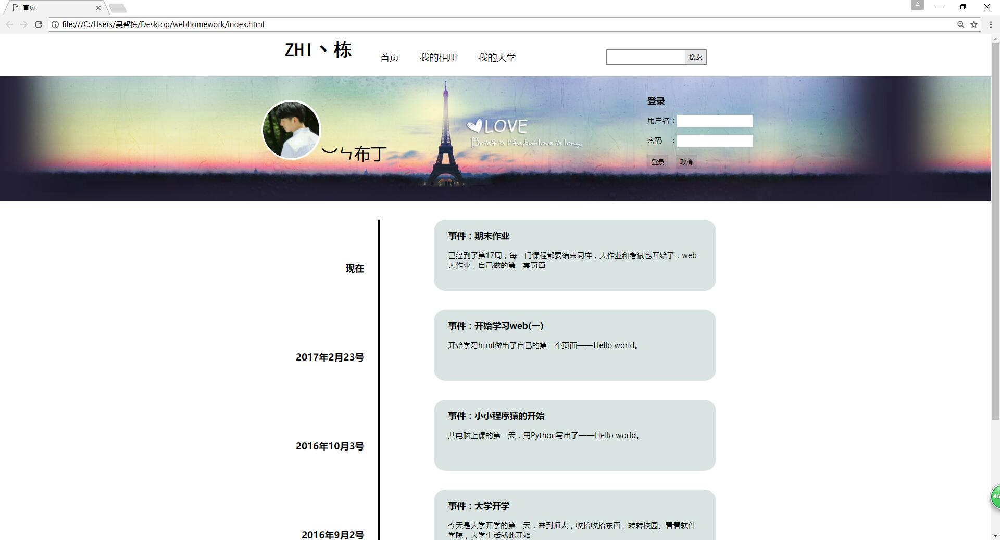 首页
file:///C:/Users/吴智栋/Desktop/webhomework/index.html
ZHI丶栋
首页 我的相册 我的大学 搜索
登录
用户名：
LOVE
Brief is life,but love is long.
密码 ：
︶ㄣ布丁
登录 取消
事件：期末作业
已经到了第17周，每一门课程都要结束同样，大作业和考试也开始了，web
大作业，自己做的第一套页面
现在
事件：开始学习web(一)
开始学习html做出了自己的第一个页面——Hello world。
2017年2月23号
事件：小小程序猿的开始
共电脑上课的第一天，用Python写出了——Hello world。
2016年10月3号
事件：大学开学
今天是大学开学的第一天，来到师大，收拾收拾东西、转转校园、看看软件
学院，大学生活就此开始
2016年9月2号
46